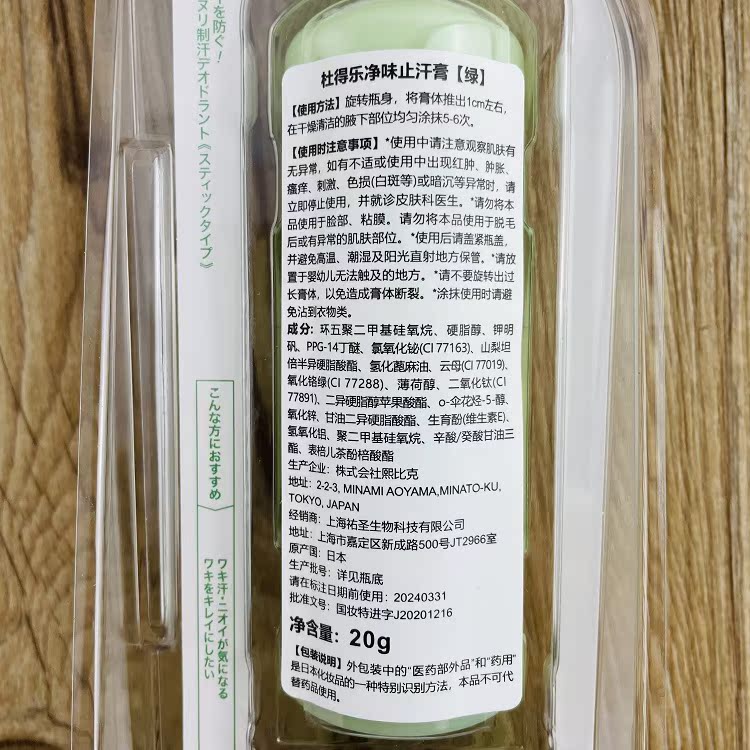 を防ぐ!
ヌリ制汗デオドラント《スティックタイプ》
こんな方におすすめ
ワキ汗・ニオイが気になる
ワキをキレイにしたい
杜得乐净味止汗膏【绿】
【使用方法】旋转瓶身，将膏体推出1cm左右，
在干燥清洁的腋下部位均匀涂抹5-6次。
【使用时注意事项】*使用中请注意观察肌肤有
无异常，如有不适或使用中出现红肿、肿胀、
瘙痒、刺激、色损(白斑等)或暗沉等异常时，请
立即停止使用，并就诊皮肤科医生。*请勿将本
品使用于脸部、粘膜。请勿将本品使用于脱毛
后或有异常的肌肤部位。*使用后请盖紧瓶盖，
并避免高温、潮湿及阳光直射地方保管。*请放
置于婴幼儿无法触及的地方。*请不要旋转出过
长膏体，以免造成膏体断裂。*涂抹使用时请避
免沾到衣物类。
成分: 环五聚二甲基硅氧烷、硬脂醇、钾明
矾、PPG-14丁醚、氯氧化铋(CI 77163)、山梨坦
倍半异硬脂酸酯、氢化蓖麻油、云母(CI 77019)、
氧化铬绿(CI 77288)、薄荷醇、二氧化钛(CI
77891)、二异硬脂醇苹果酸酯、o-伞花烃-5-醇、
氧化锌、甘油二异硬脂酸酯、生育酚(维生素E)、
氢氧化铝、聚二甲基硅氧烷、辛酸/癸酸甘油三
酯、表棓儿茶酚棓酸酯
生产企业：株式会社熙比克
地址: 2-2-3, MINAMI AOYAMA,MINATO-KU,
TOKYO, JAPAN
经销商：上海祐圣生物科技有限公司
地址：上海市嘉定区新成路500号JT2966室
原产国：日本
生产批号：详见瓶底
请在标注日期前使用：20240331
批准文号：国妆特进字J20201216
净含量：20g
【包装说明】外包装中的“医药部外品”和“药用”
是日本化妆品的一种特别识别方法，本品不可代
替药品使用。